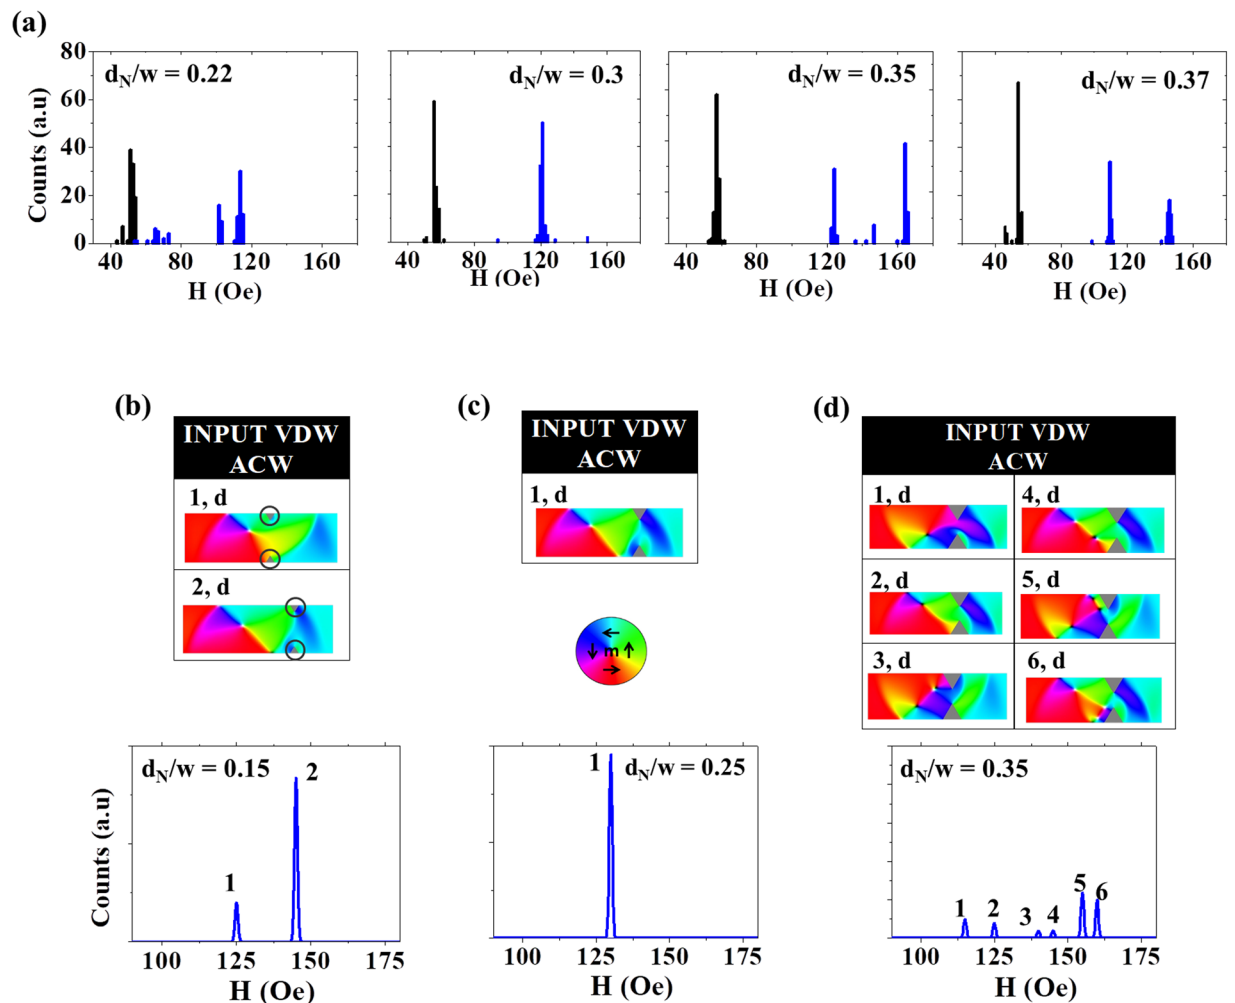 (a)
80
60
40
20
0
Counts (a.u)
dN/w = 0.22
40 80 120 160
H (Oe)
dN/w = 0.3
40 80 120 160
H (Oe)
dN/w = 0.35
40 80 120 160
H (Oe)
dN/w = 0.37
40 80 120 160
H (Oe)
(b)
INPUT VDW
ACW
1, d
2, d
(c)
INPUT VDW
ACW
1, d
m
(d)
INPUT VDW
ACW
1, d
4, d
2, d
5, d
3, d
6, d
Counts (a.u)
dN/w = 0.15
1
2
100 125 150 175
H (Oe)
1
dN/w = 0.25
100 125 150 175
H (Oe)
dN/w = 0.35
1 2 3 4 5 6
100 125 150 175
H (Oe)